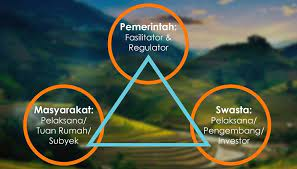 Pemerintah:
Fasilitator &
Regulator
Masyarakat:
Pelaksana/
Tuan Rumah/
Subyek
Swasta:
Pelaksana/
Pengembang/
Investor